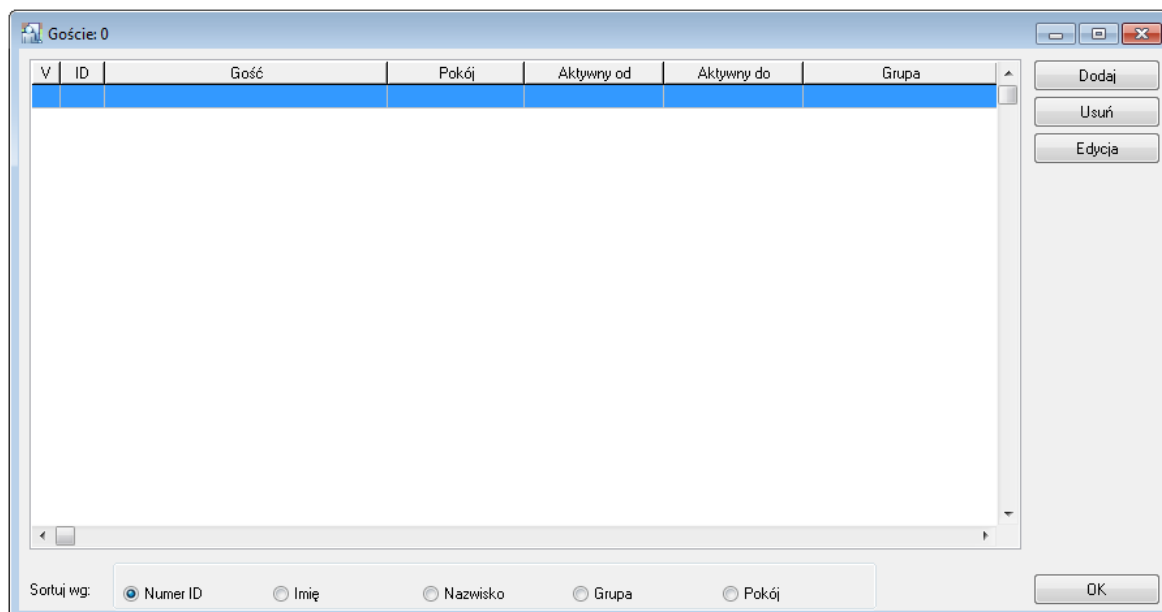 Goście: 0
V ID Gość Pokój Aktywny od Aktywny do Grupa
Dodaj
Usuń
Edycja
Sortuj wg: Numer ID Imię Nazwisko Grupa Pokój
OK